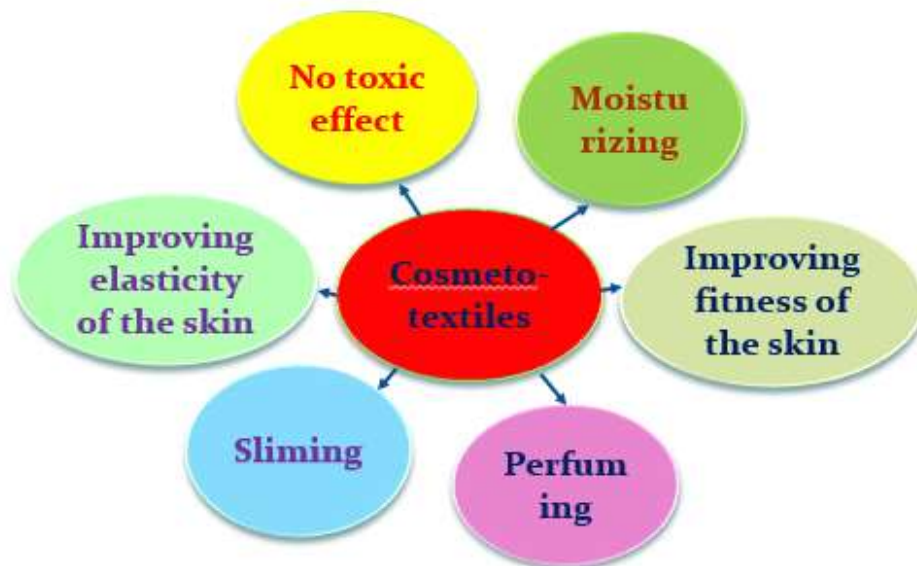 No toxic
effect
Moistu
rizing
Improving
elasticity
of the skin
Cosmeto-
textiles
Improving
fitness of
the skin
Sliming
Perfum
ing